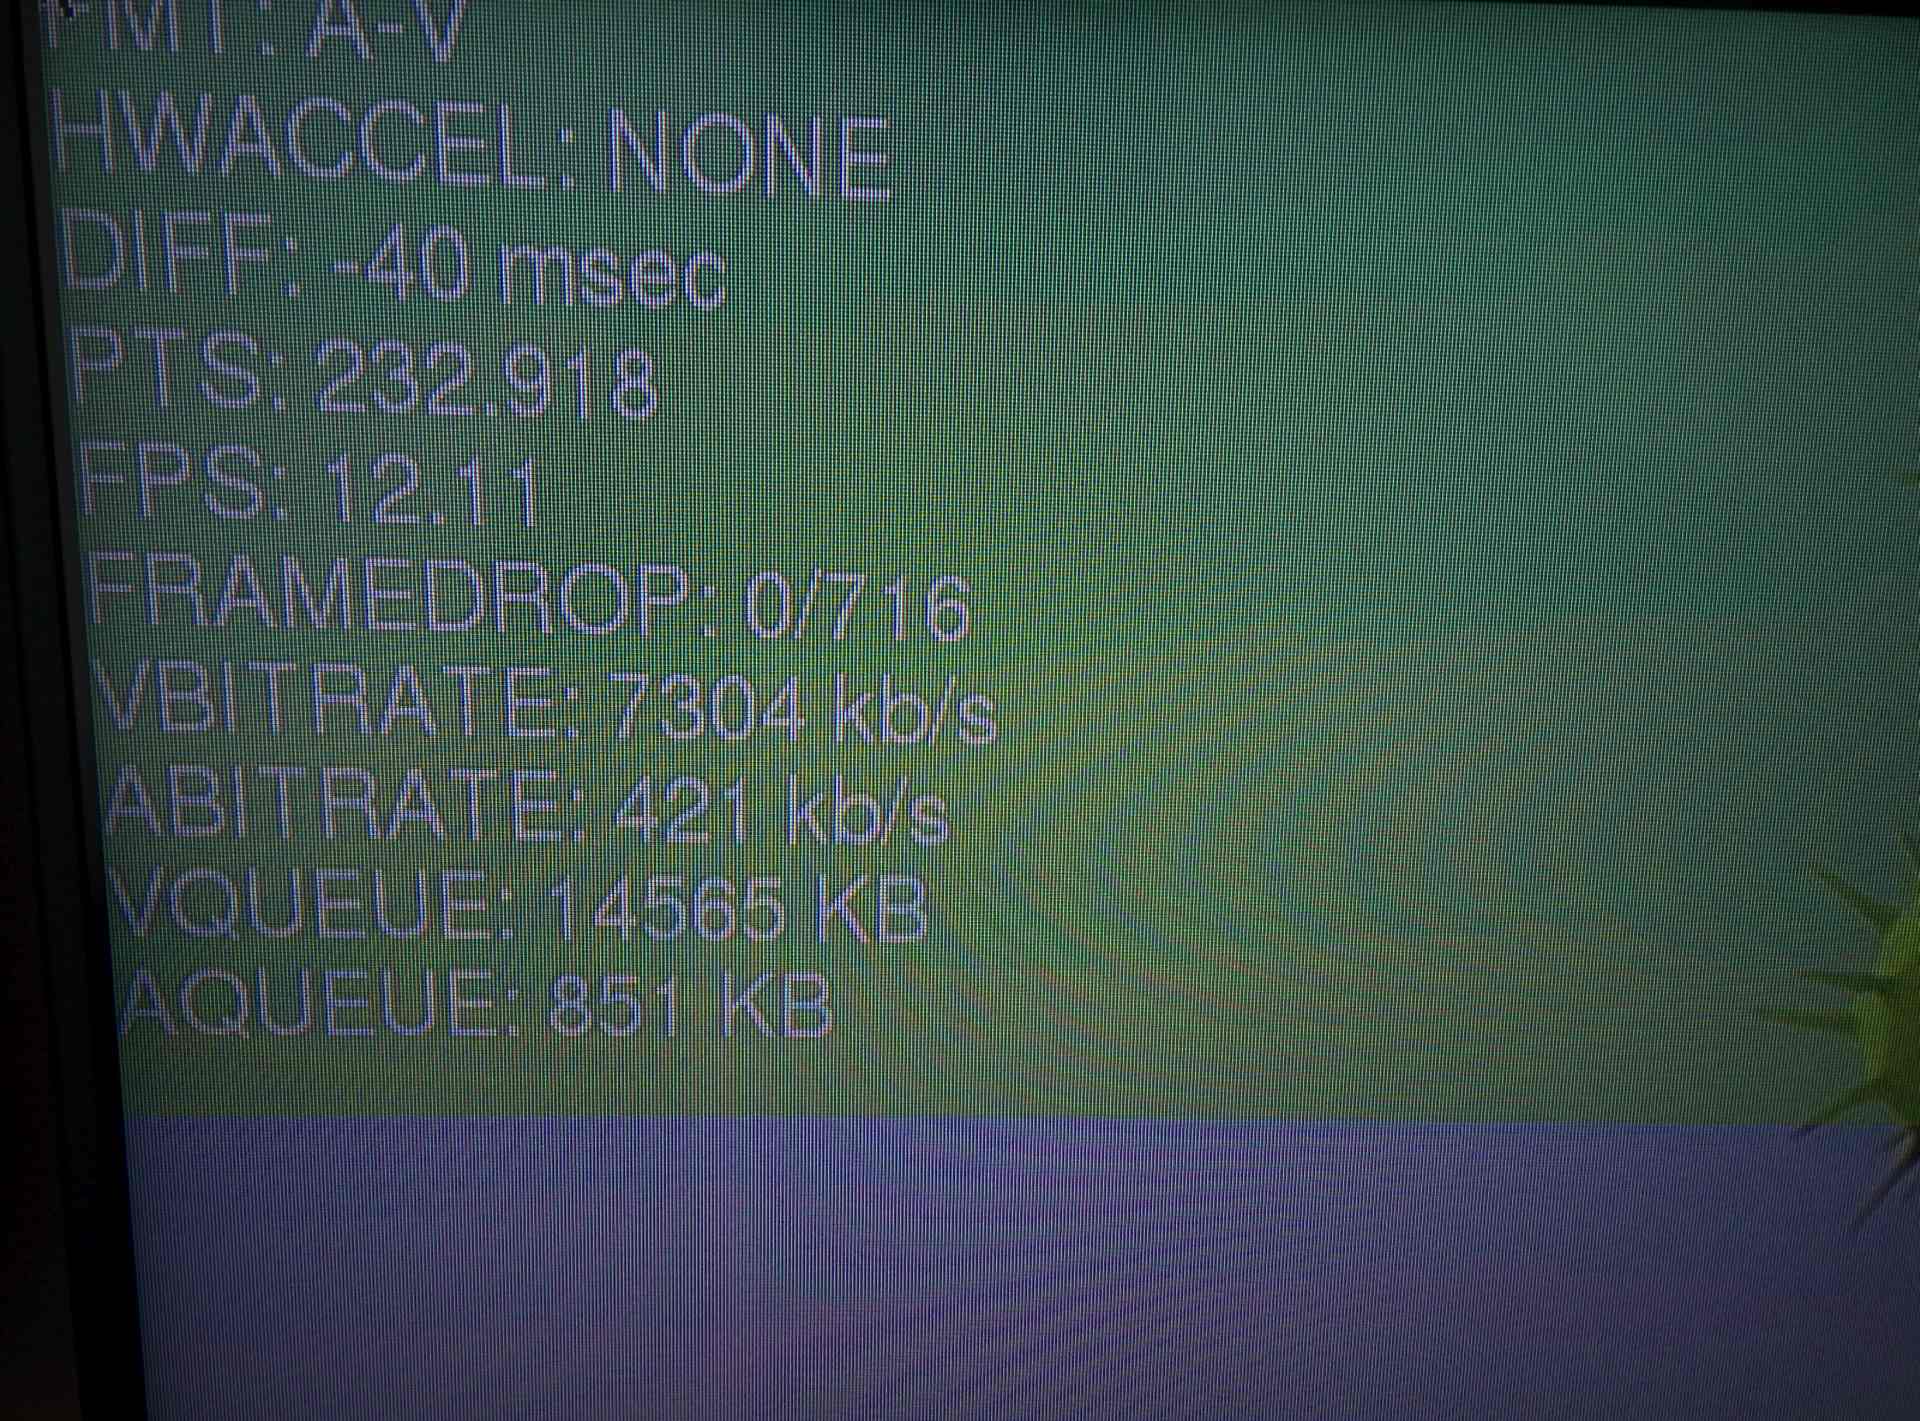 FMT: A-V
HWACCEL: NONE
DIFF: -40 msec
PTS: 232.918
FPS: 12.11
FRAMEDROP: 0/716
VBITRATE: 7304 kb/s
ABITRATE: 421 kb/s
VQUEUE: 14565 KB
AQUEUE: 851 KB